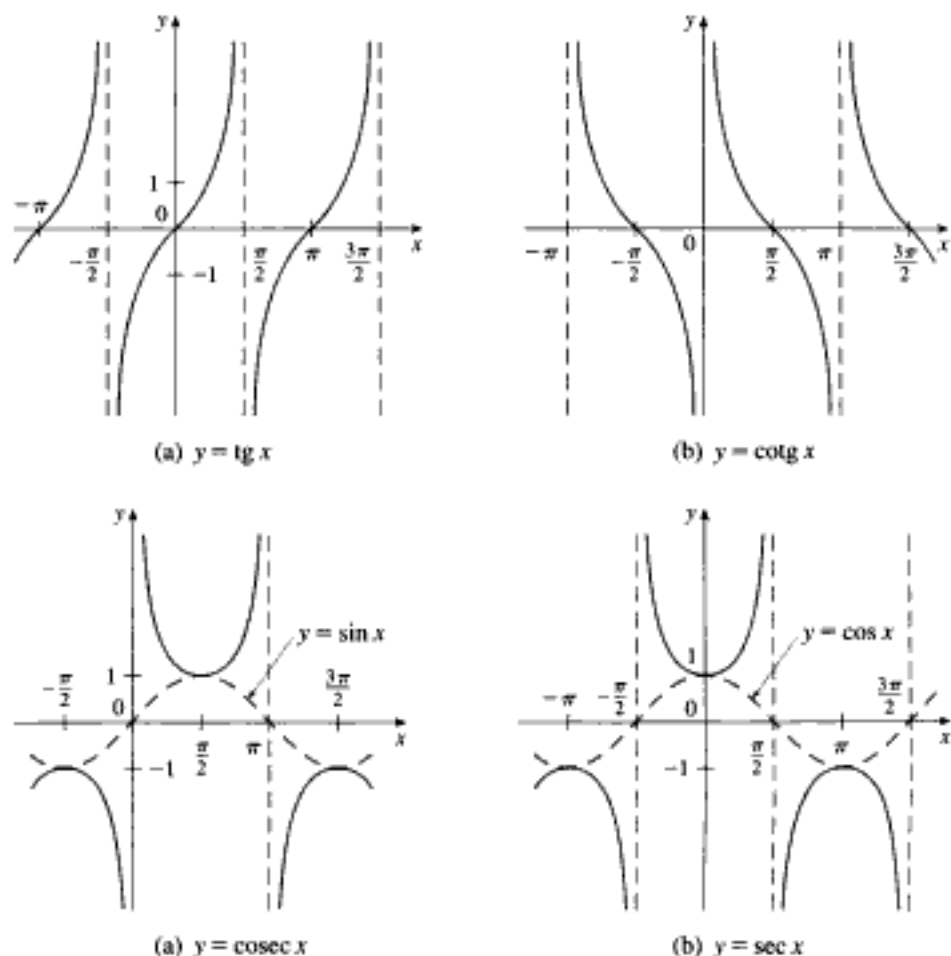 y
1
-π
0
x
-π/2
π/2
π
3π/2
-1
(a) y = tg x
y
0
x
-π
-π/2
π/2
π
3π/2
(b) y = cotg x
y
y = sin x
1
-π/2
3π/2
0
x
π/2
π
-1
(a) y = cosec x
y
y = cos x
1
-π
-π/2
0
3π/2
x
π/2
π
-1
(b) y = sec x